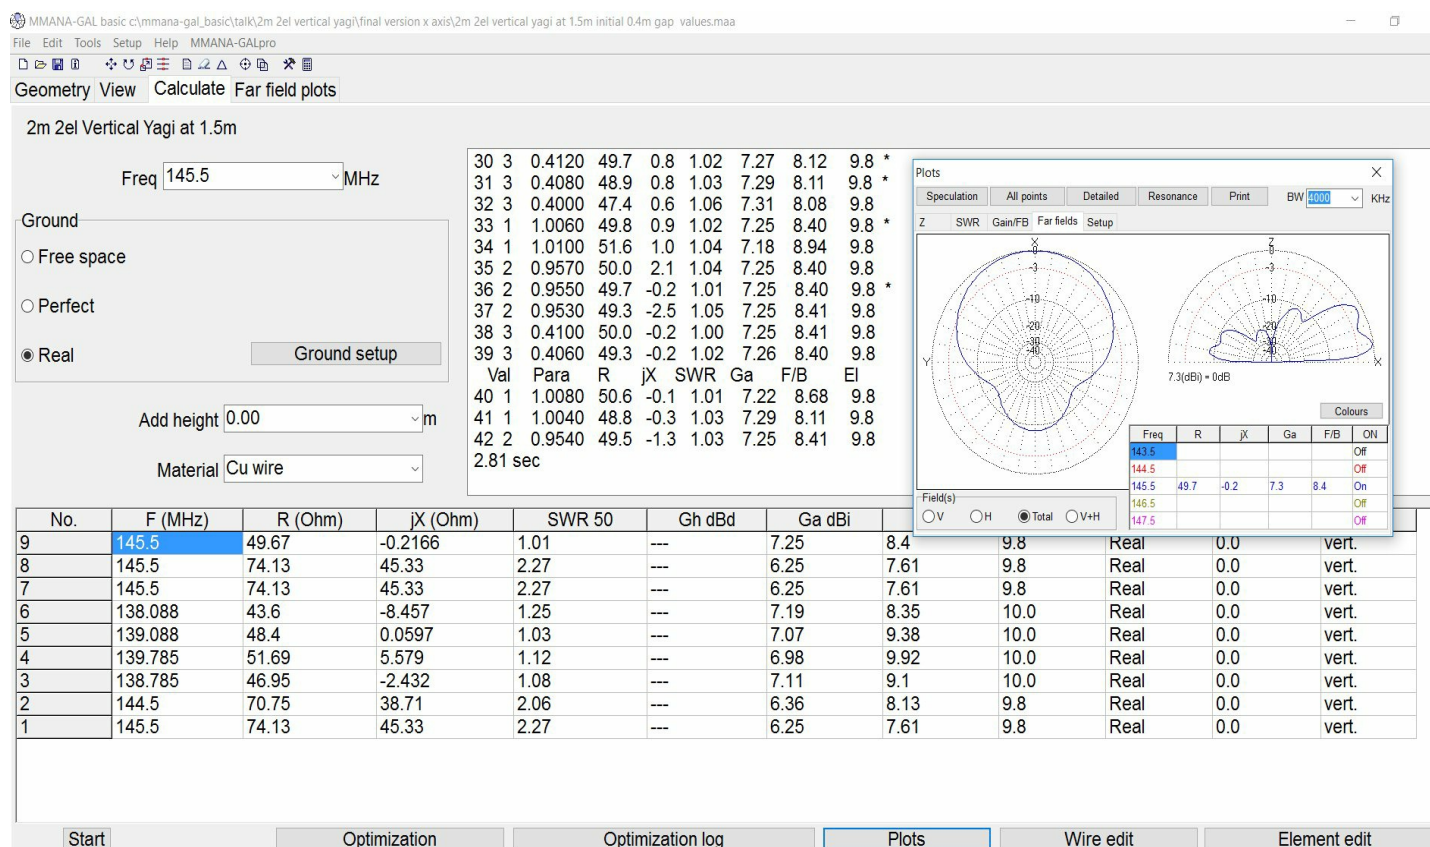 MMANA-GAL basic c:\mmana-gal_basic\talk\2m 2el vertical yagi\final version x axis\2m 2el vertical yagi at 1.5m initial 0.4m gap  values.maa
File Edit Tools Setup Help MMANA-GALpro
Geometry View Calculate Far field plots
2m 2el Vertical Yagi at 1.5m
Freq 145.5 MHz
Ground
Free space
Perfect
Real Ground setup
Add height 0.00 m
Material Cu wire
30 3 0.4120 49.7 0.8 1.02 7.27 8.12 9.8 *
31 3 0.4080 48.9 0.8 1.03 7.29 8.11 9.8 *
32 3 0.4000 47.4 0.6 1.06 7.31 8.08 9.8
33 1 1.0060 49.8 0.9 1.02 7.25 8.40 9.8 *
34 1 1.0100 51.6 1.0 1.04 7.18 8.94 9.8
35 2 0.9570 50.0 2.1 1.04 7.25 8.40 9.8
36 2 0.9550 49.7 -0.2 1.01 7.25 8.40 9.8 *
37 2 0.9530 49.3 -2.5 1.05 7.25 8.41 9.8
38 3 0.4100 50.0 -0.2 1.00 7.25 8.41 9.8
39 3 0.4060 49.3 -0.2 1.02 7.26 8.40 9.8
Val Para R jX SWR Ga F/B El
40 1 1.0080 50.6 -0.1 1.01 7.22 8.68 9.8
41 1 1.0040 48.8 -0.3 1.03 7.29 8.11 9.8
42 2 0.9540 49.5 -1.3 1.03 7.25 8.41 9.8
2.81 sec
Plots
Speculation All points Detailed Resonance Print BW 4000 KHz
Z SWR Gain/FB Far fields Setup
X
-3
-10
-20
-30
-40
Y
Z
-3
-10
-20
-30
-40
X
7.3(dBi) = 0dB
Colours
Freq R jX Ga F/B ON
143.5 Off
144.5 Off
145.5 49.7 -0.2 7.3 8.4 On
146.5 Off
147.5 Off
Field(s)
V H Total V+H
No. F (MHz) R (Ohm) jX (Ohm) SWR 50 Gh dBd Ga dBi
9 145.5 49.67 -0.2166 1.01 --- 7.25 8.4 9.8 Real 0.0 vert.
8 145.5 74.13 45.33 2.27 --- 6.25 7.61 9.8 Real 0.0 vert.
7 145.5 74.13 45.33 2.27 --- 6.25 7.61 9.8 Real 0.0 vert.
6 138.088 43.6 -8.457 1.25 --- 7.19 8.35 10.0 Real 0.0 vert.
5 139.088 48.4 0.0597 1.03 --- 7.07 9.38 10.0 Real 0.0 vert.
4 139.785 51.69 5.579 1.12 --- 6.98 9.92 10.0 Real 0.0 vert.
3 138.785 46.95 -2.432 1.08 --- 7.11 9.1 10.0 Real 0.0 vert.
2 144.5 70.75 38.71 2.06 --- 6.36 8.13 9.8 Real 0.0 vert.
1 145.5 74.13 45.33 2.27 --- 6.25 7.61 9.8 Real 0.0 vert.
Start Optimization Optimization log Plots Wire edit Element edit